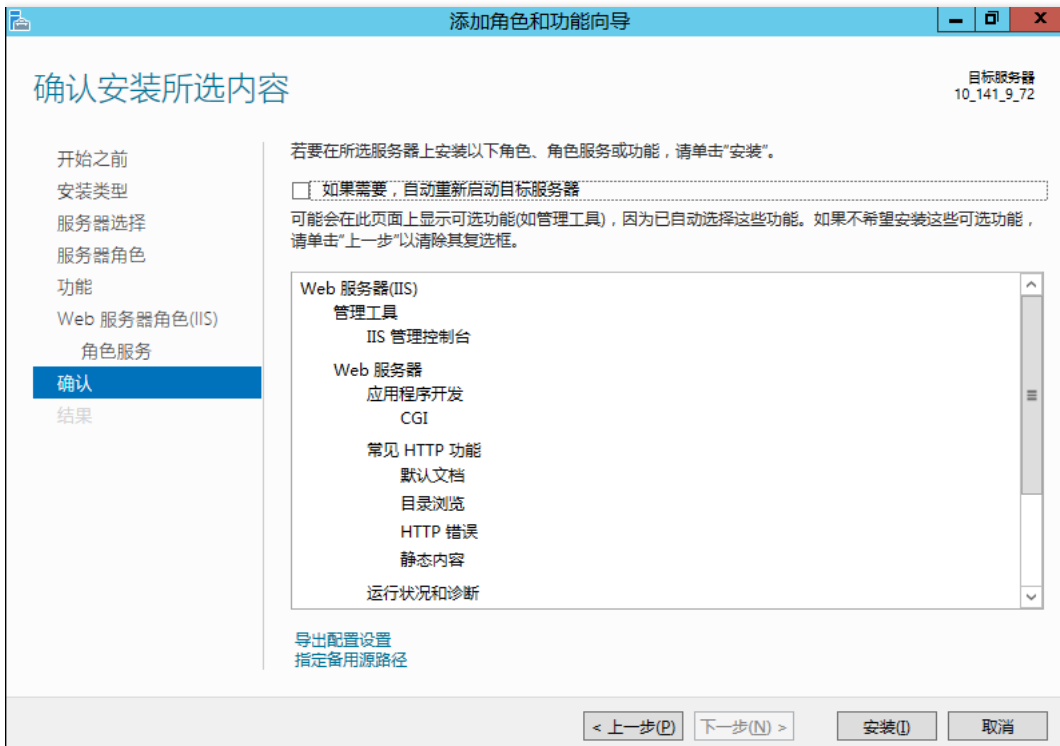 添加角色和功能向导
确认安装所选内容
目标服务器
10_141_9_72
开始之前
安装类型
服务器选择
服务器角色
功能
Web 服务器角色(IIS)
角色服务
确认
结果
若要在所选服务器上安装以下角色、角色服务或功能，请单击"安装"。
如果需要，自动重新启动目标服务器
可能会在此页面上显示可选功能(如管理工具)，因为已自动选择这些功能。如果不希望安装这些可选功能，
请单击"上一步"以清除其复选框。
Web 服务器(IIS)
管理工具
IIS 管理控制台
Web 服务器
应用程序开发
CGI
常见 HTTP 功能
默认文档
目录浏览
HTTP 错误
静态内容
运行状况和诊断
导出配置设置
指定备用源路径
< 上一步(P)
下一步(N) >
安装(I)
取消